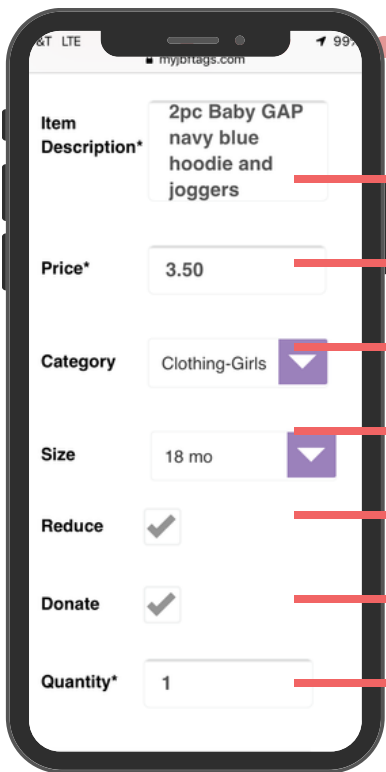 &T LTE 99%
myjbftags.com
Item
Description*
2pc Baby GAP
navy blue
hoodie and
joggers
Price*
3.50
Category
Clothing-Girls
Size
18 mo
Reduce
Donate
Quantity*
1